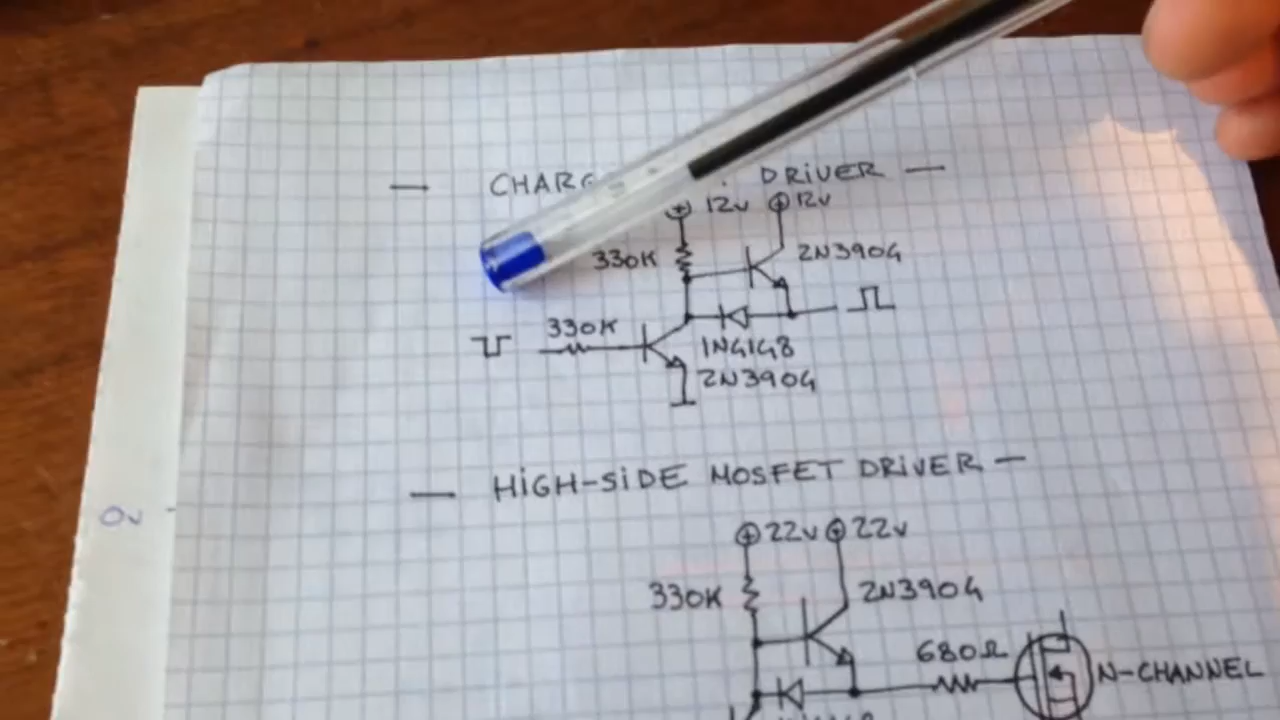 — CHARG DRIVER —
12V 12V
330K 2N3904
330K
1N4148
2N3904
— HIGH-SIDE MOSFET DRIVER —
22V 22V
330K 2N3904
680Ω
N-CHANNEL
0V